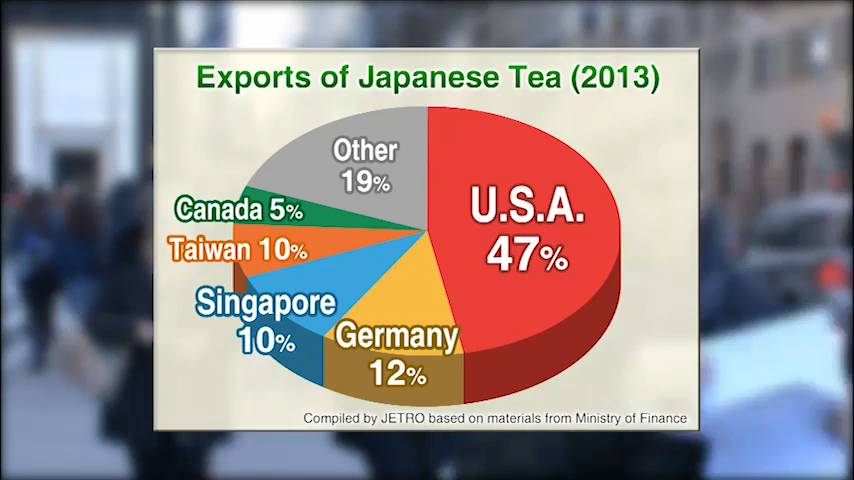 Exports of Japanese Tea (2013)
Other
19%
U.S.A.
47%
Canada 5%
Taiwan 10%
Singapore
10%
Germany
12%
Compiled by JETRO based on materials from Ministry of Finance